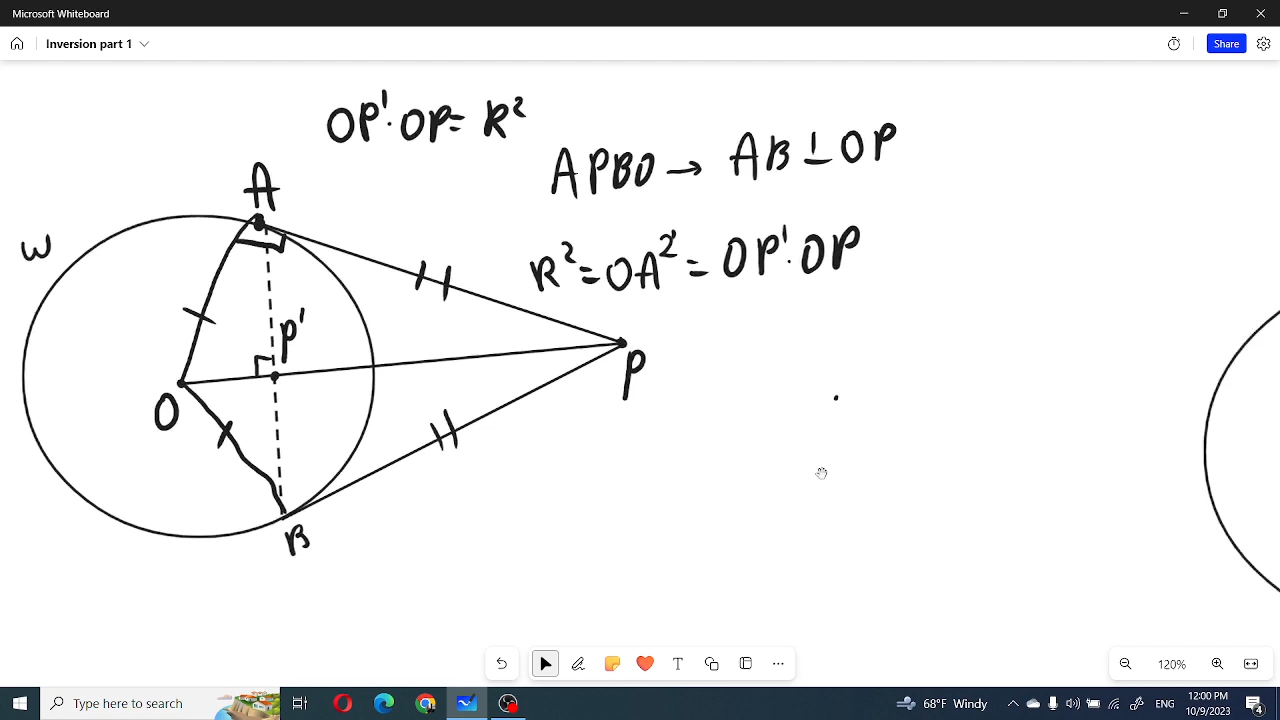 Microsoft Whiteboard
Inversion part 1
Share
OP'·OP=R²
APBO → AB⊥OP
A
ω
R²=OA²=OP'·OP
P'
P
O
B
T
120%
Type here to search
68°F Windy
ENG
12:00 PM
10/9/2023